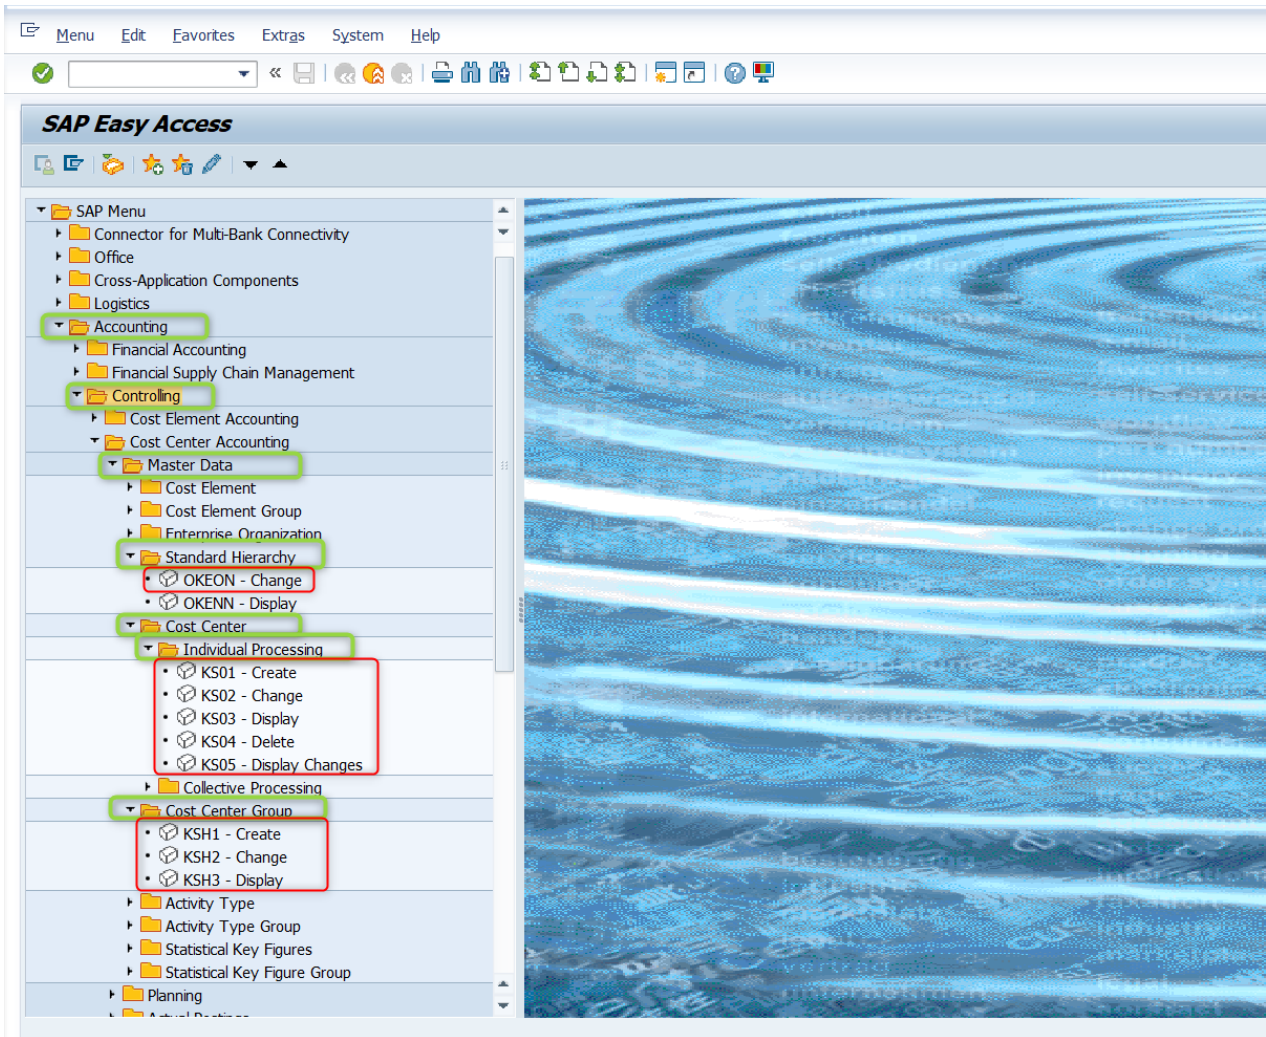 Menu Edit Favorites Extras System Help
SAP Easy Access
SAP Menu
Connector for Multi-Bank Connectivity
Office
Cross-Application Components
Logistics
Accounting
Financial Accounting
Financial Supply Chain Management
Controlling
Cost Element Accounting
Cost Center Accounting
Master Data
Cost Element
Cost Element Group
Enterprise Organization
Standard Hierarchy
OKEON - Change
OKENN - Display
Cost Center
Individual Processing
KS01 - Create
KS02 - Change
KS03 - Display
KS04 - Delete
KS05 - Display Changes
Collective Processing
Cost Center Group
KSH1 - Create
KSH2 - Change
KSH3 - Display
Activity Type
Activity Type Group
Statistical Key Figures
Statistical Key Figure Group
Planning